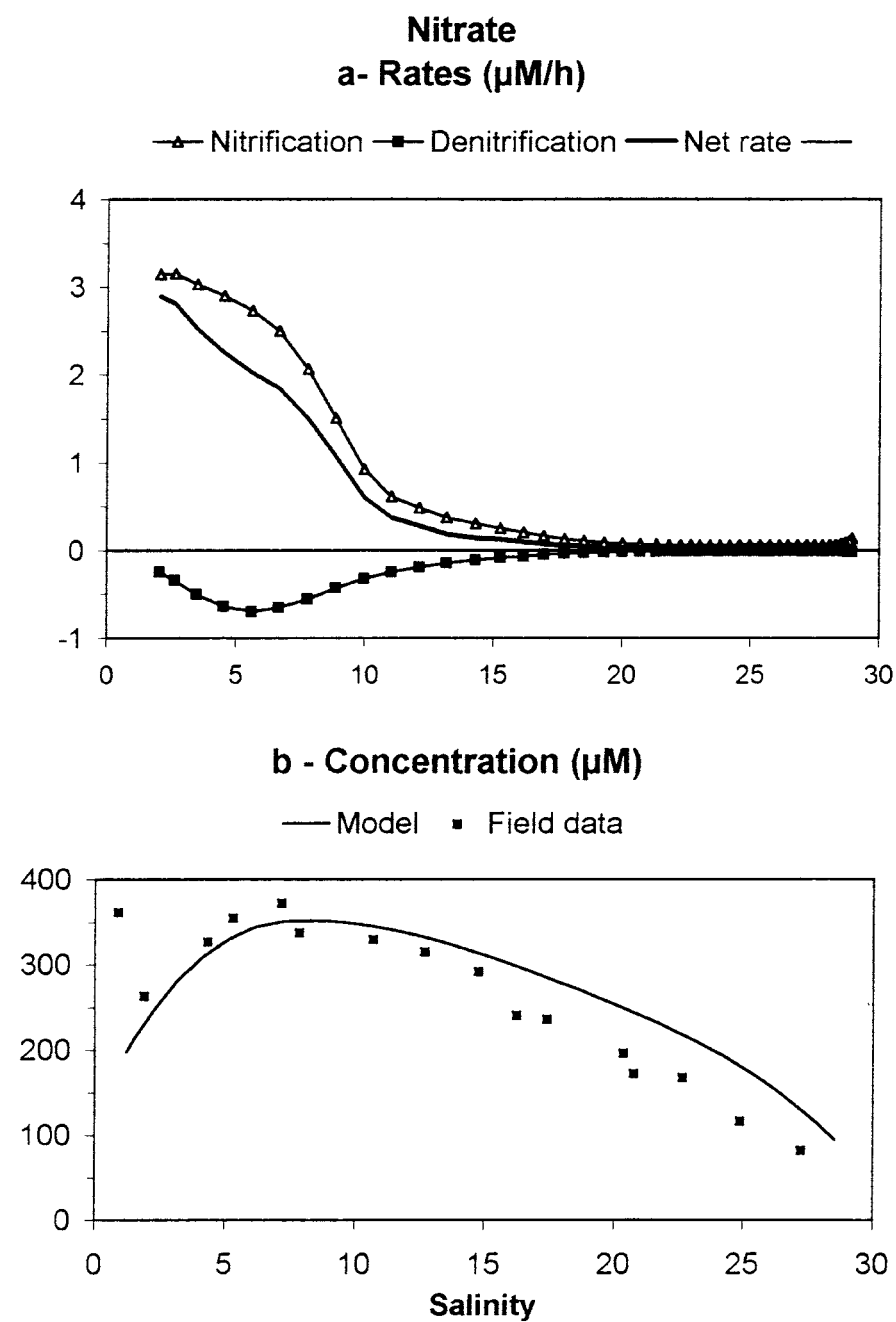 Nitrate
a- Rates (µM/h)
Nitrification Denitrification Net rate
4
3
2
1
0
-1
0 5 10 15 20 25 30
b - Concentration (µM)
Model Field data
400
300
200
100
0
0 5 10 15 20 25 30
Salinity